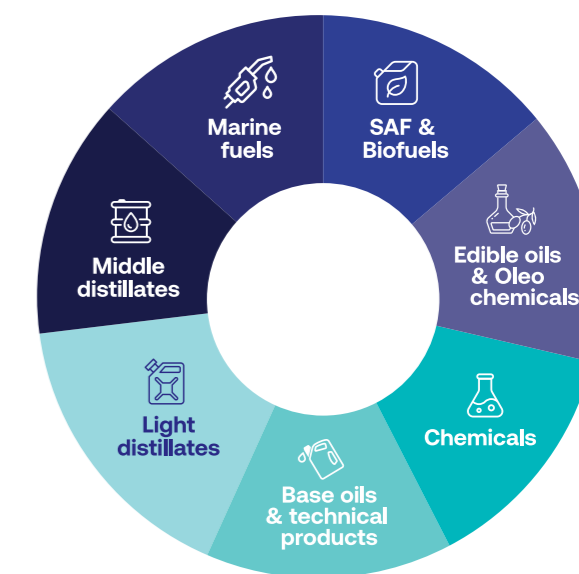 Marine
fuels
SAF &
Biofuels
Edible oils
& Oleo
chemicals
Chemicals
Base oils
& technical
products
Light
distillates
Middle
distillates